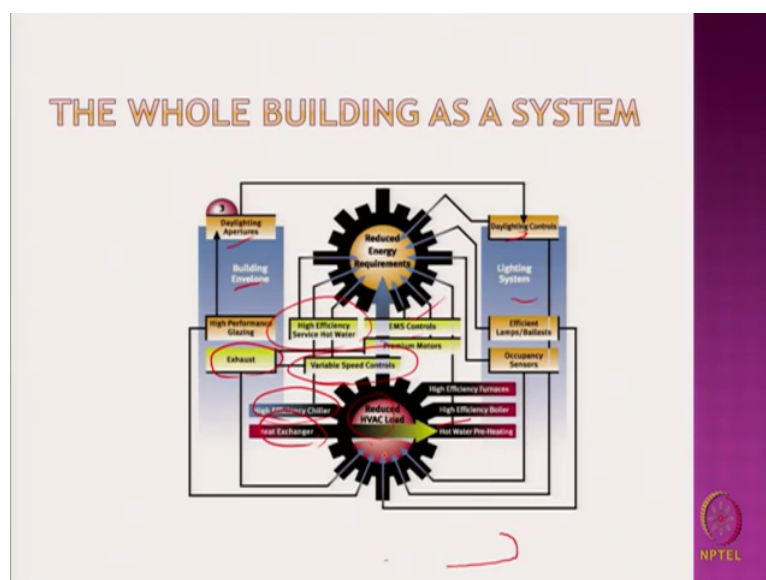 THE WHOLE BUILDING AS A SYSTEM
3
Daylighting
Apertures
Building
Envelope
High Performance
Glazing
Exhaust
Reduced
Energy
Requirements
High Efficiency
Service Hot Water
EMS Controls
Premium Motors
Variable Speed Controls
Daylighting Controls
Lighting
System
Efficient
Lamps/Ballasts
Occupancy
Sensors
High Efficiency Chiller
Heat Exchanger
Reduced
HVAC Load
High Efficiency Furnaces
High Efficiency Boiler
Hot Water Pre-Heating
NPTEL